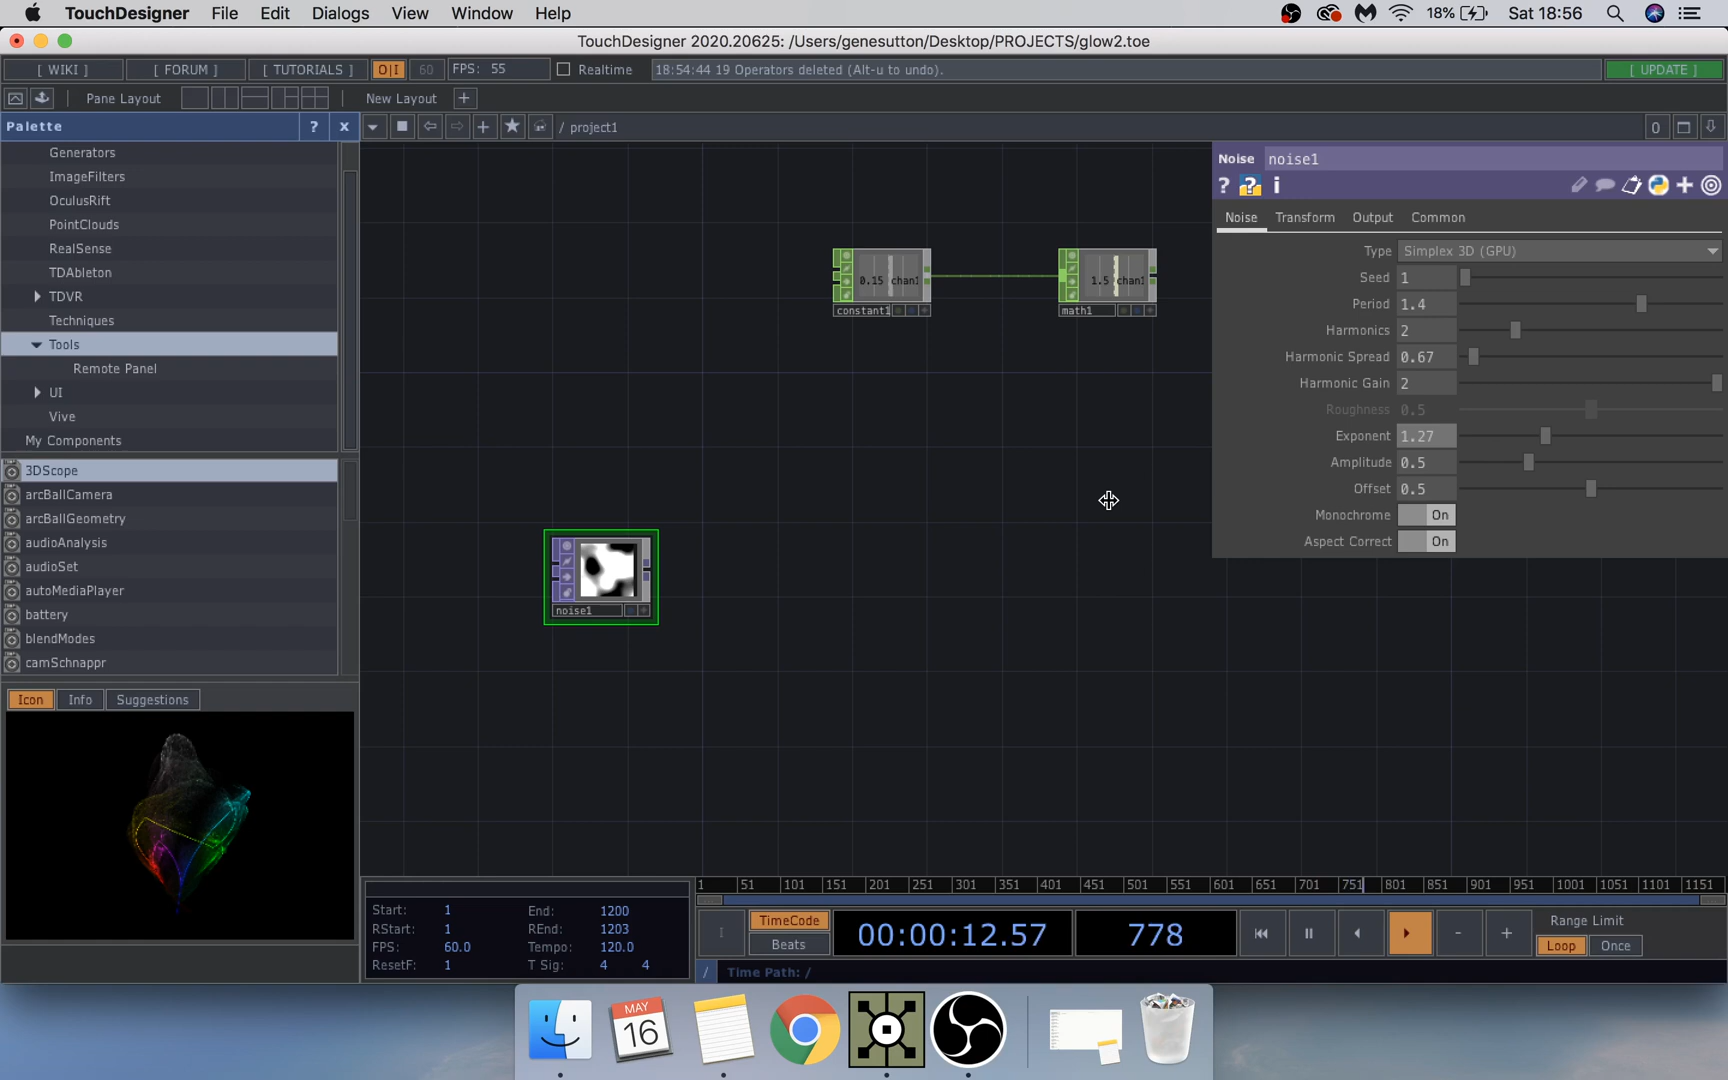 TouchDesigner File Edit Dialogs View Window Help 18% Sat 18:56
TouchDesigner 2020.20625: /Users/genesutton/Desktop/PROJECTS/glow2.toe
[ WIKI ] [ FORUM ] [ TUTORIALS ] O|I 60 FPS: 55 Realtime 18:54:44 19 Operators deleted (Alt-u to undo). [ UPDATE ]
Pane Layout New Layout +
Palette ? x / project1 0
Generators
ImageFilters
OculusRift
PointClouds
RealSense
TDAbleton
TDVR
Techniques
Tools
Remote Panel
UI
Vive
My Components
3DScope
arcBallCamera
arcBallGeometry
audioAnalysis
audioSet
autoMediaPlayer
battery
blendModes
camSchnappr
Icon Info Suggestions
0.15 chan1
constant1
1.5 chan1
math1
noise1
Noise noise1
? ? i
Noise Transform Output Common
Type Simplex 3D (GPU)
Seed 1
Period 1.4
Harmonics 2
Harmonic Spread 0.67
Harmonic Gain 2
Roughness 0.5
Exponent 1.27
Amplitude 0.5
Offset 0.5
Monochrome On
Aspect Correct On
1 51 101 151 201 251 301 351 401 451 501 551 601 651 701 751 801 851 901 951 1001 1051 1101 1151
Start: 1 End: 1200
RStart: 1 REnd: 1203
FPS: 60.0 Tempo: 120.0
ResetF: 1 T Sig: 4 4
I TimeCode Beats 00:00:12.57 778 - + Range Limit
Loop Once
/ Time Path: /
MAY
16